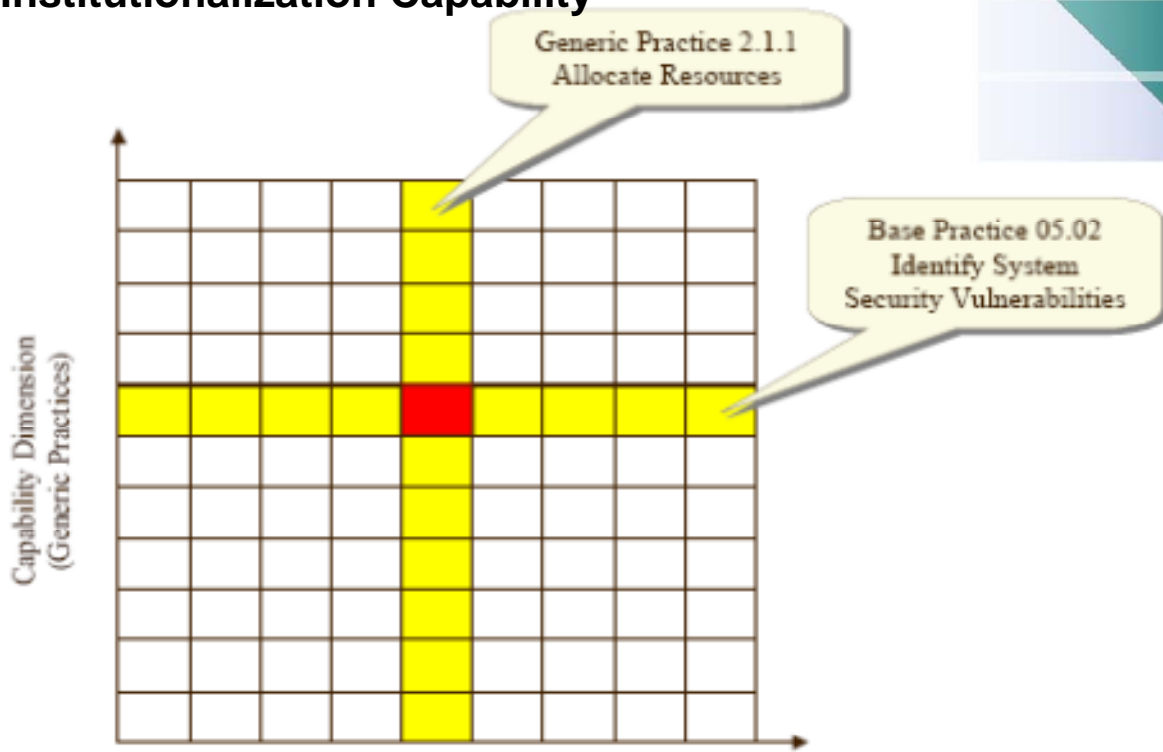 Institutionalization Capability
Generic Practice 2.1.1
Allocate Resources
Base Practice 05.02
Identify System
Security Vulnerabilities
Capability Dimension
(Generic Practices)